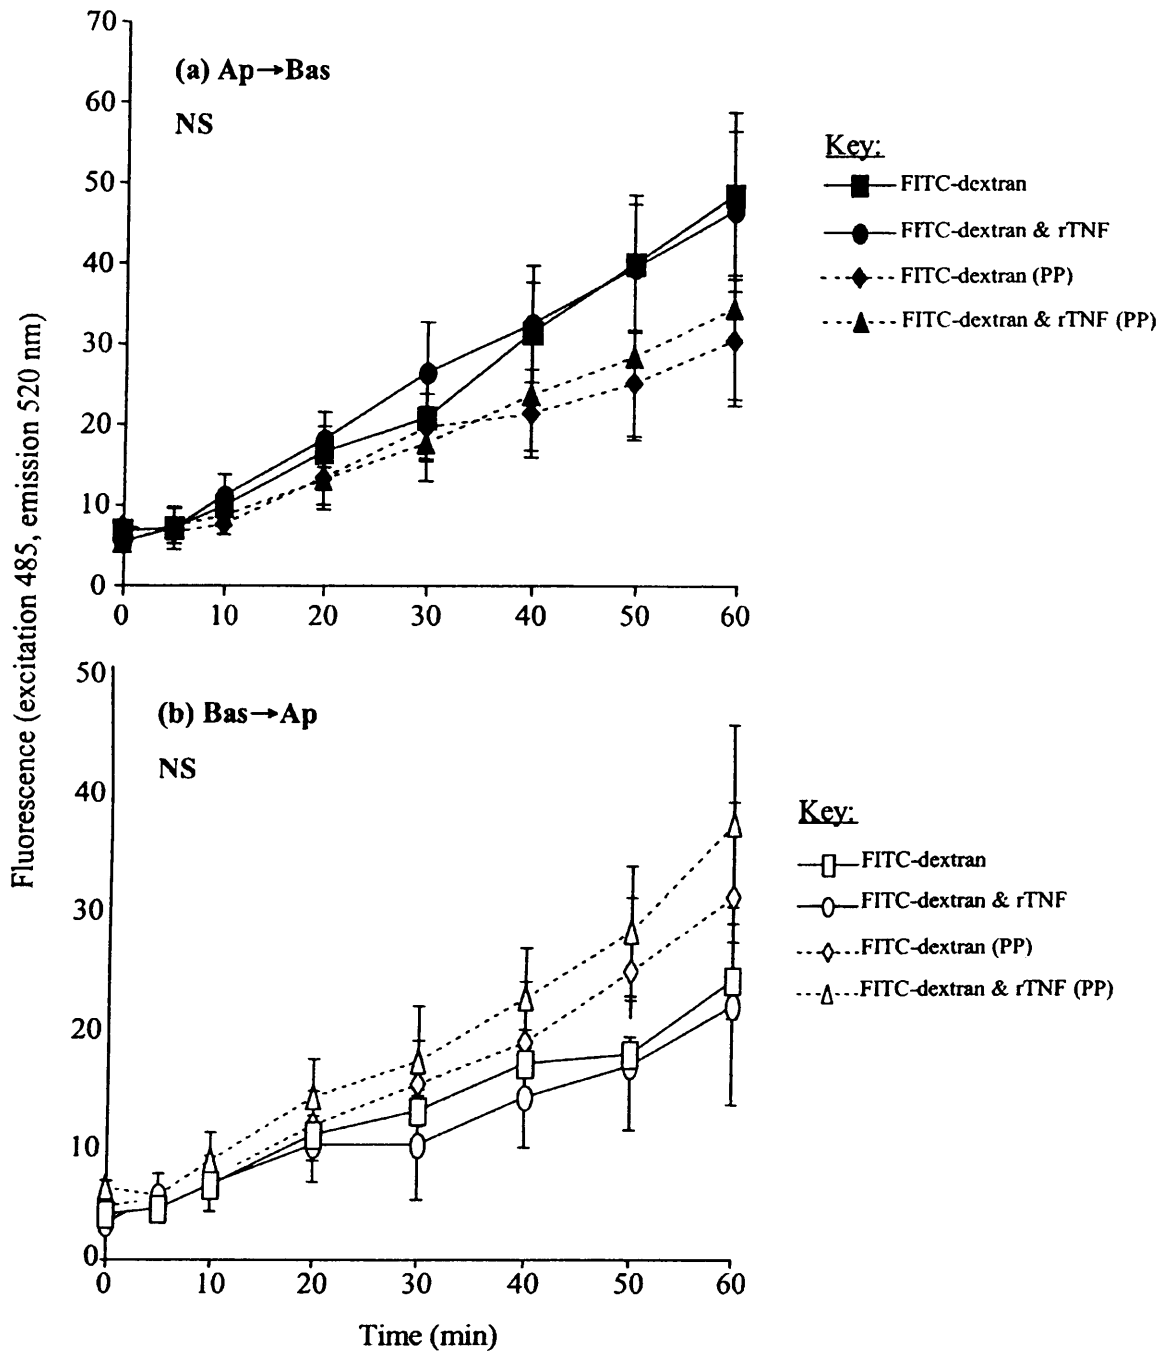 Fluorescence (excitation 485, emission 520 nm)
70
60
50
40
30
20
10
0
(a) Ap→Bas
NS
0 10 20 30 40 50 60
Key:
FITC-dextran
FITC-dextran & rTNF
FITC-dextran (PP)
FITC-dextran & rTNF (PP)
50
40
30
20
10
0
(b) Bas→Ap
NS
0 10 20 30 40 50 60
Time (min)
Key:
FITC-dextran
FITC-dextran & rTNF
FITC-dextran (PP)
FITC-dextran & rTNF (PP)